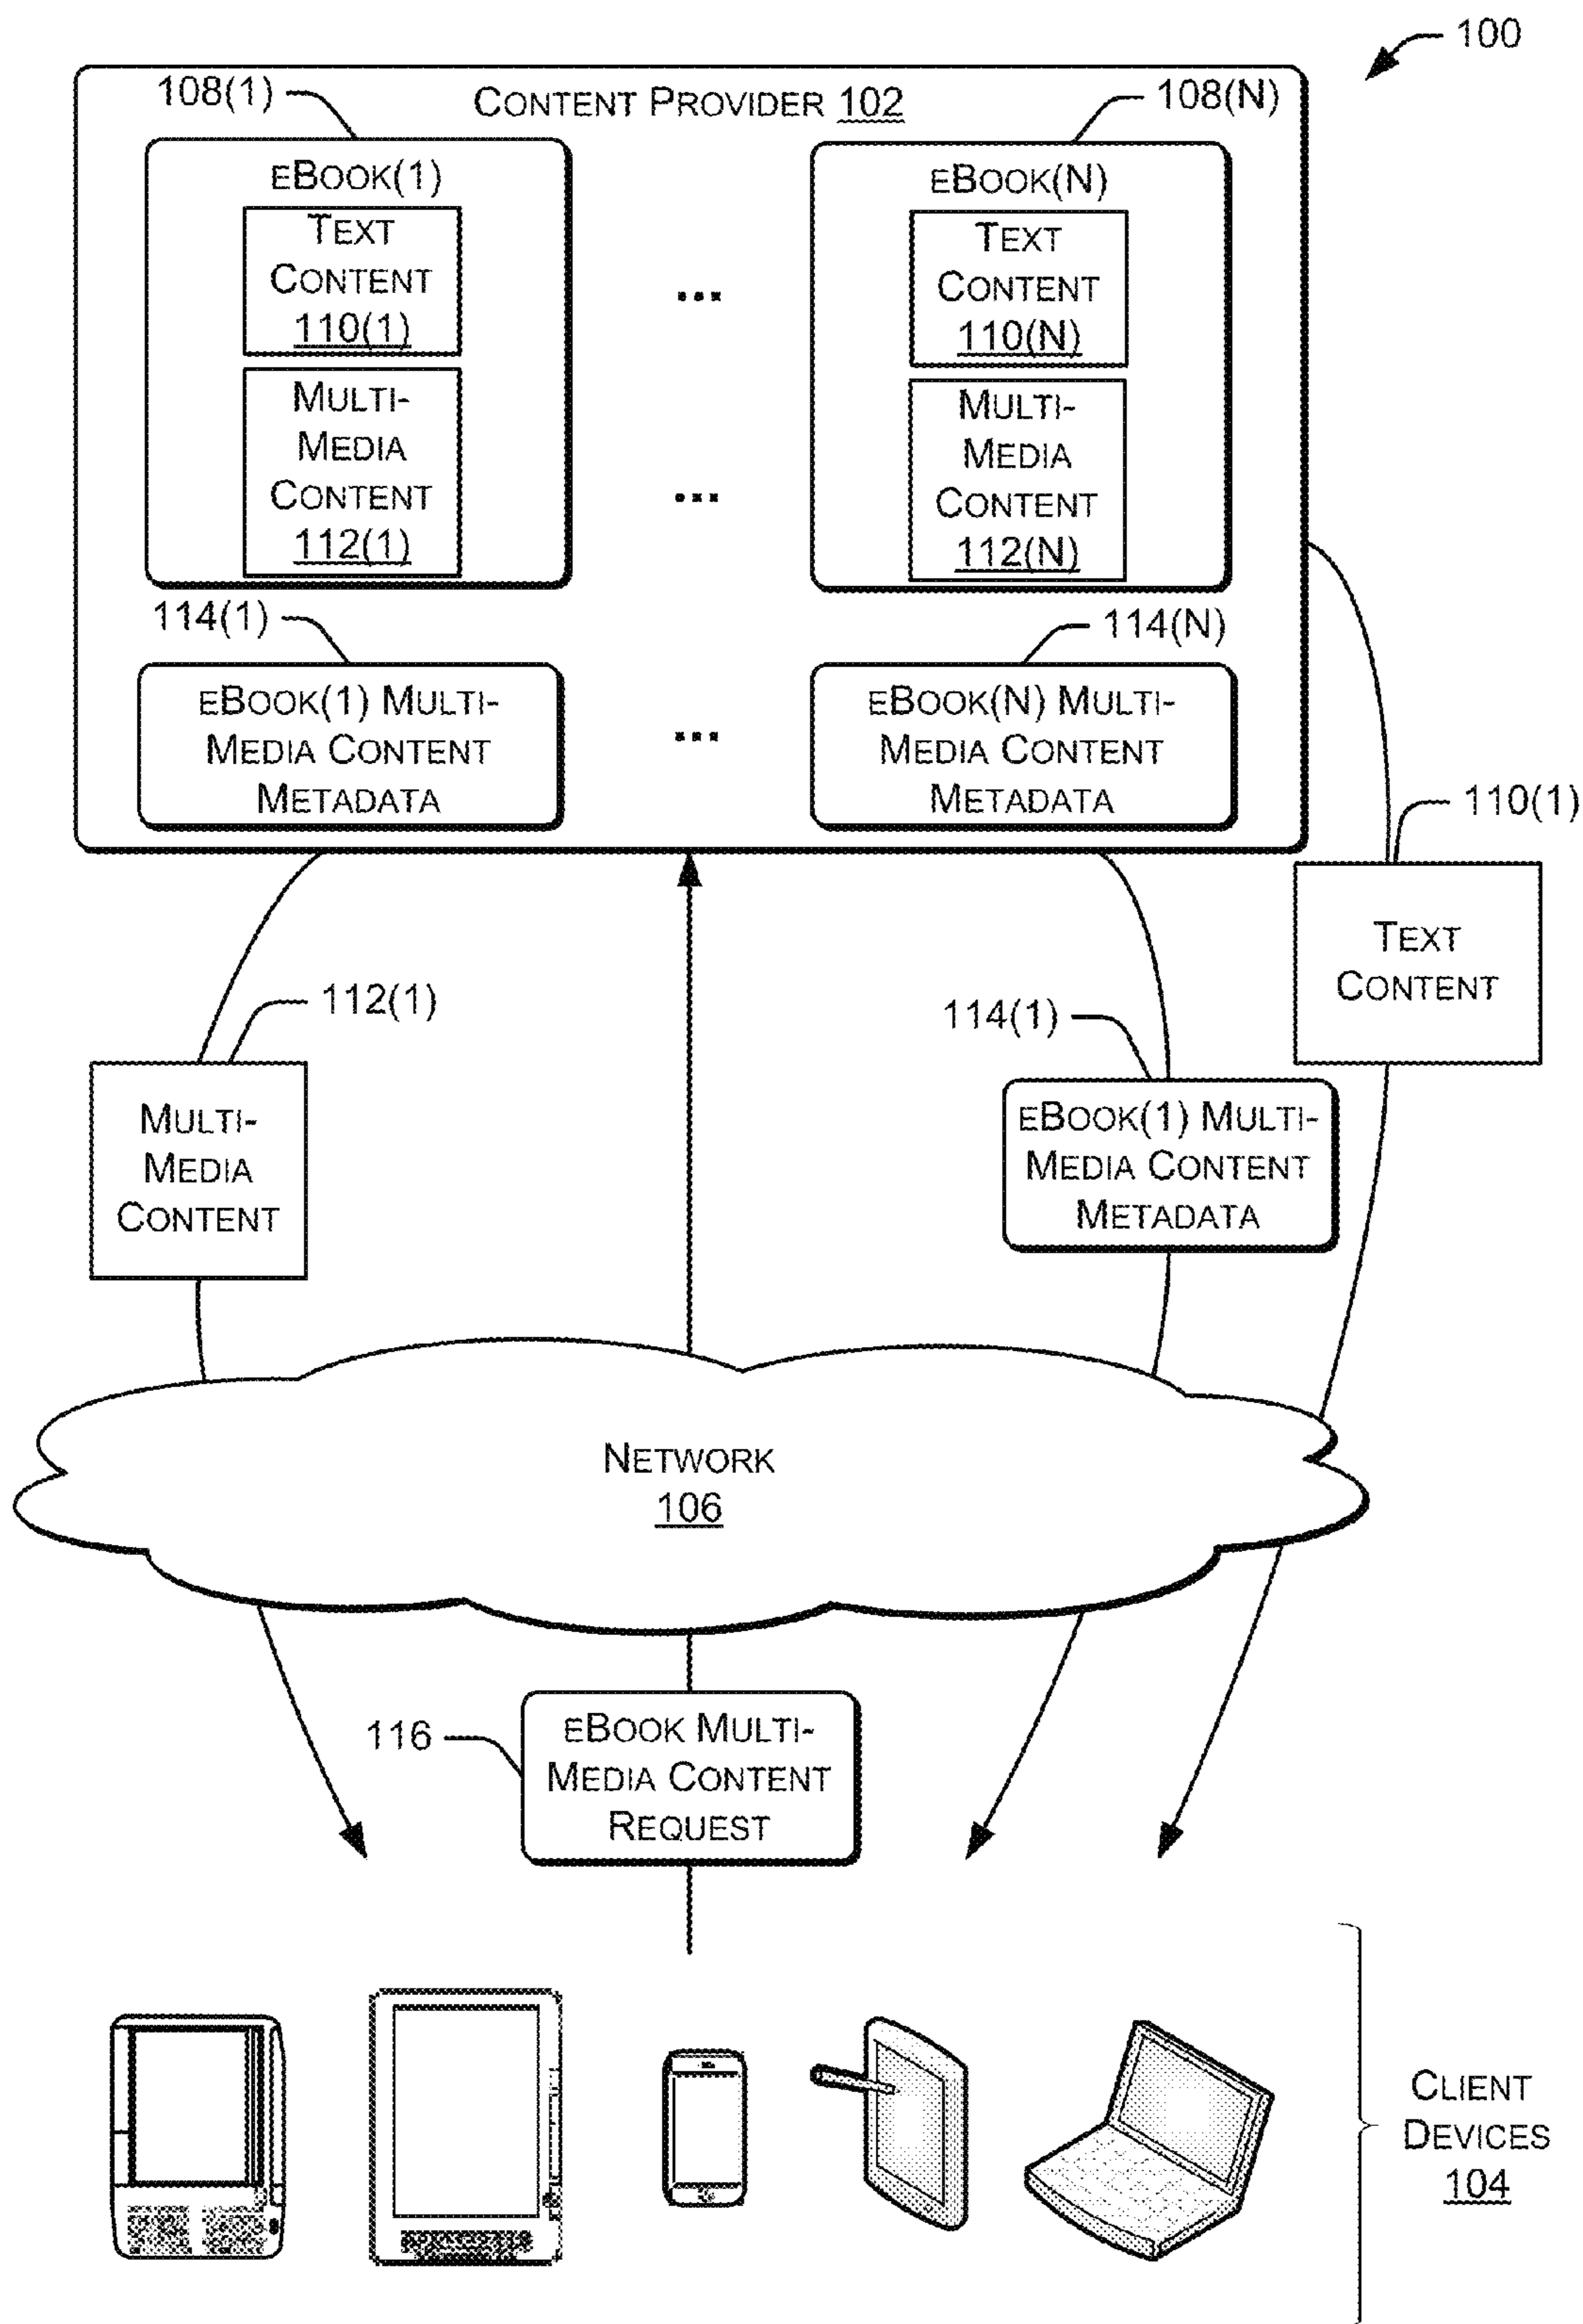 100
CONTENT PROVIDER 102
108(1)
108(N)
EBOOK(1)
TEXT
CONTENT
110(1)
MULTI-
MEDIA
CONTENT
112(1)
...
...
EBOOK(N)
TEXT
CONTENT
110(N)
MULTI-
MEDIA
CONTENT
112(N)
114(1)
EBOOK(1) MULTI-
MEDIA CONTENT
METADATA
...
114(N)
EBOOK(N) MULTI-
MEDIA CONTENT
METADATA
110(1)
TEXT
CONTENT
112(1)
MULTI-
MEDIA
CONTENT
114(1)
EBOOK(1) MULTI-
MEDIA CONTENT
METADATA
NETWORK
106
116
EBOOK MULTI-
MEDIA CONTENT
REQUEST
CLIENT
DEVICES
104